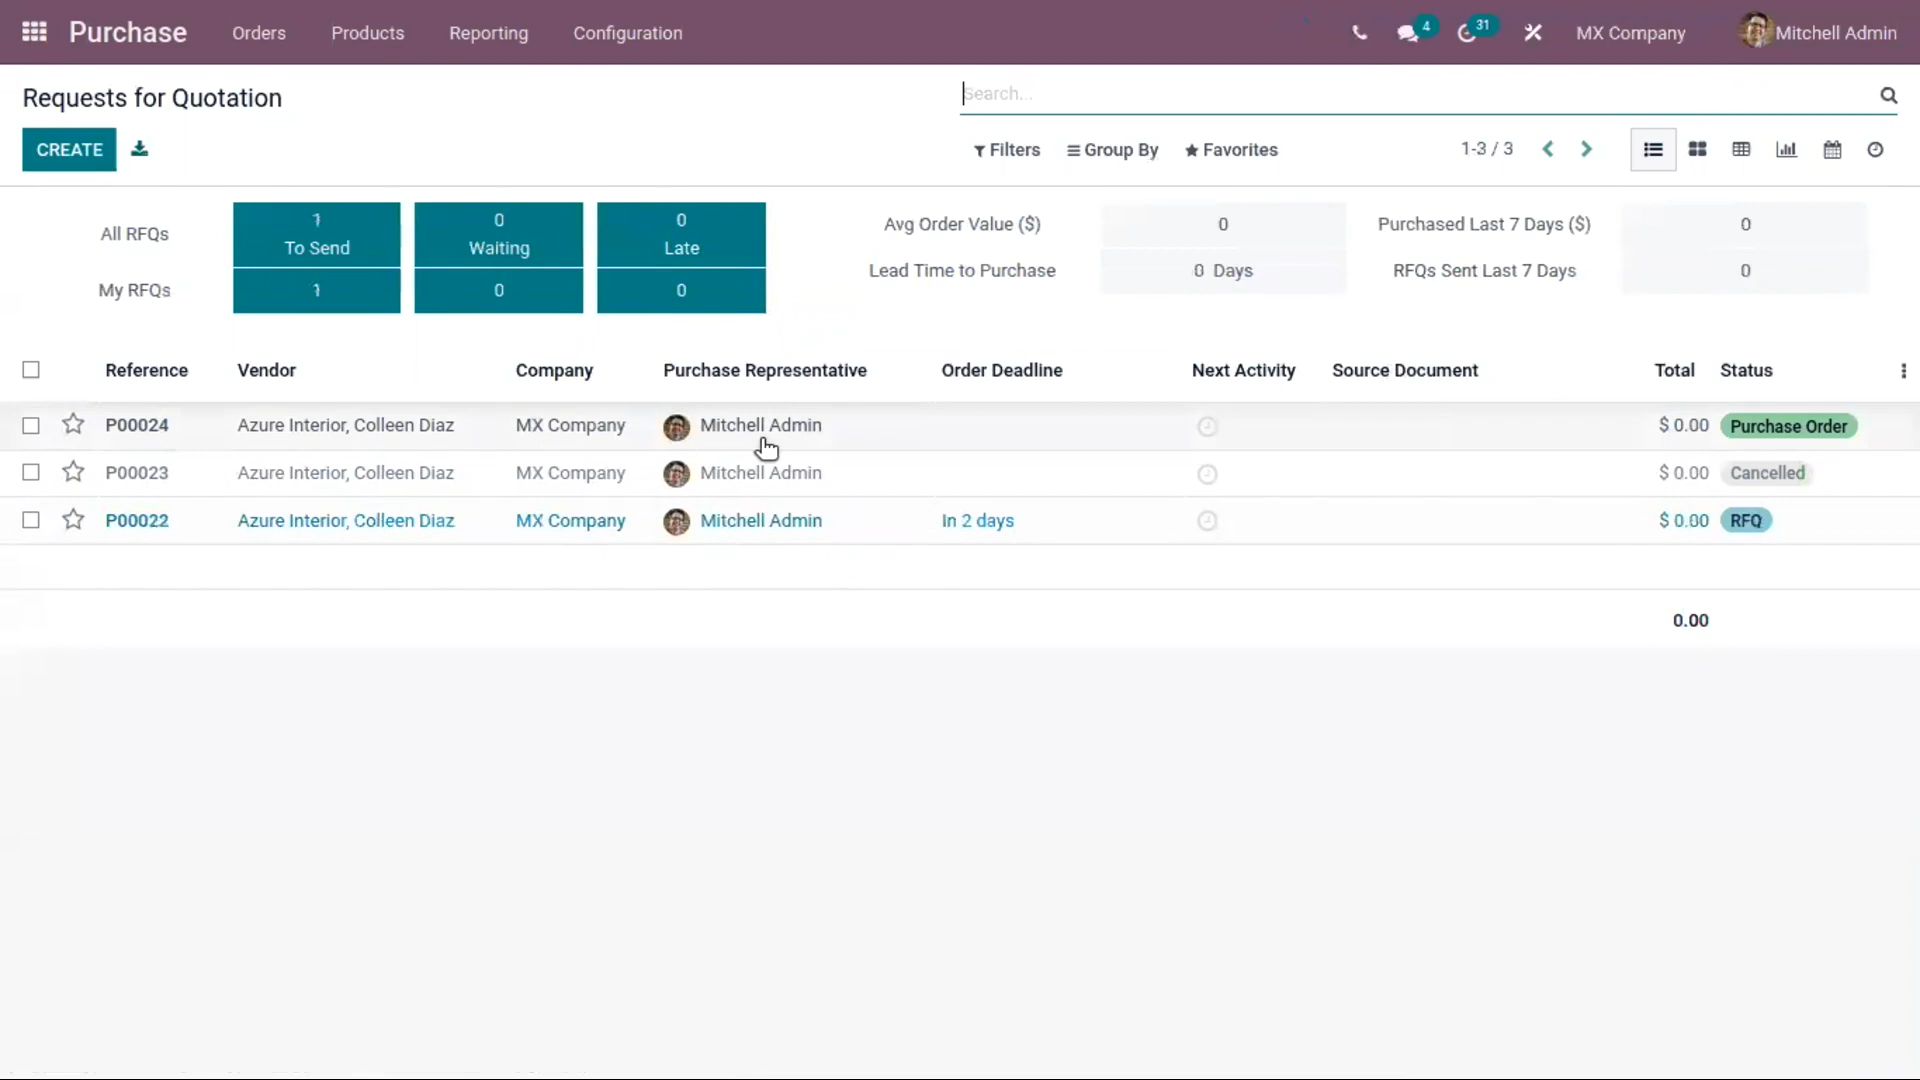 Purchase Orders Products Reporting Configuration 4 31 MX Company Mitchell Admin
Requests for Quotation Search...
CREATE Filters Group By Favorites 1-3 / 3
All RFQs 1 To Send 0 Waiting 0 Late Avg Order Value ($) 0 Purchased Last 7 Days ($) 0
My RFQs 1 0 0 Lead Time to Purchase 0 Days RFQs Sent Last 7 Days 0
Reference Vendor Company Purchase Representative Order Deadline Next Activity Source Document Total Status
P00024 Azure Interior, Colleen Diaz MX Company Mitchell Admin $ 0.00 Purchase Order
P00023 Azure Interior, Colleen Diaz MX Company Mitchell Admin $ 0.00 Cancelled
P00022 Azure Interior, Colleen Diaz MX Company Mitchell Admin In 2 days $ 0.00 RFQ
0.00